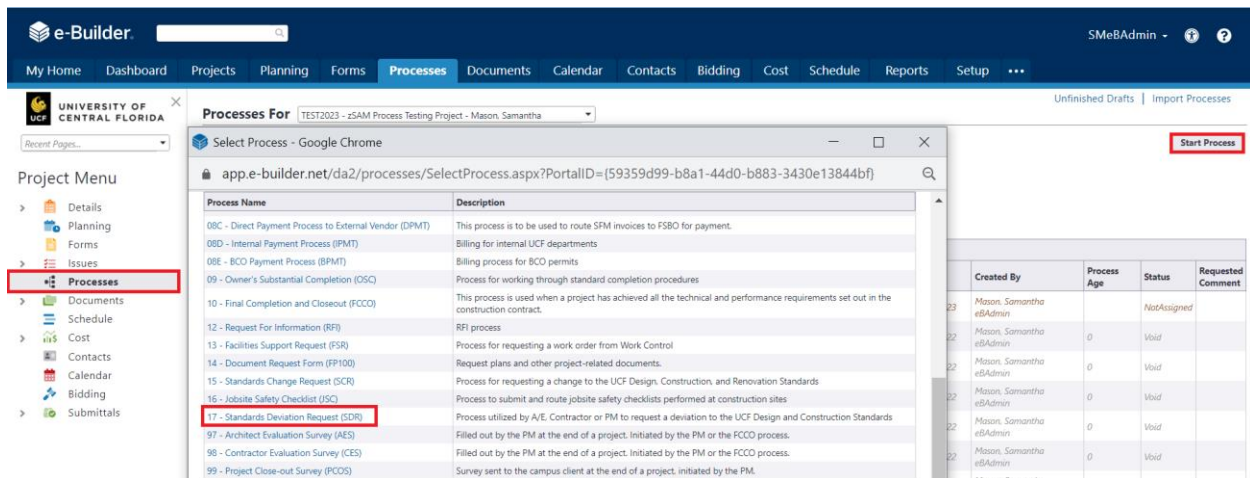 e-Builder
SMeBAdmin
My Home Dashboard Projects Planning Forms Processes Documents Calendar Contacts Bidding Cost Schedule Reports Setup •••
UCF
UNIVERSITY OF
CENTRAL FLORIDA
Recent Pages...
Project Menu
Details
Planning
Forms
Issues
Processes
Documents
Schedule
Cost
Contacts
Calendar
Bidding
Submittals
Unfinished Drafts | Import Processes
Processes For TEST2023 - zSAM Process Testing Project - Mason, Samantha
Start Process
Select Process - Google Chrome
app.e-builder.net/da2/processes/SelectProcess.aspx?PortalID={59359d99-b8a1-44d0-b883-3430e13844bf}
Process Name Description
08C - Direct Payment Process to External Vendor (DPMT) This process is to be used to route SFM invoices to FSBO for payment.
08D - Internal Payment Process (IPMT) Billing for internal UCF departments
08E - BCO Payment Process (BPMT) Billing process for BCO permits
09 - Owner's Substantial Completion (OSC) Process for working through standard completion procedures
10 - Final Completion and Closeout (FCCO) This process is used when a project has achieved all the technical and performance requirements set out in the
construction contract.
12 - Request For Information (RFI) RFI process
13 - Facilities Support Request (FSR) Process for requesting a work order from Work Control
14 - Document Request Form (FP100) Request plans and other project-related documents.
15 - Standards Change Request (SCR) Process for requesting a change to the UCF Design, Construction, and Renovation Standards
16 - Jobsite Safety Checklist (JSC) Process to submit and route jobsite safety checklists performed at construction sites
17 - Standards Deviation Request (SDR) Process utilized by A/E, Contractor or PM to request a deviation to the UCF Design and Construction Standards
97 - Architect Evaluation Survey (AES) Filled out by the PM at the end of a project. Initiated by the PM or the FCCO process.
98 - Contractor Evaluation Survey (CES) Filled out by the PM at the end of a project. Initiated by the PM or the FCCO process.
99 - Project Close-out Survey (PCOS) Survey sent to the campus client at the end of a project, initiated by the PM.
Created By Process Age Status Requested Comment
23 Mason, Samantha eBAdmin NotAssigned
22 Mason, Samantha eBAdmin 0 Void
22 Mason, Samantha eBAdmin 0 Void
22 Mason, Samantha eBAdmin 0 Void
22 Mason, Samantha eBAdmin 0 Void
22 Mason, Samantha eBAdmin 0 Void